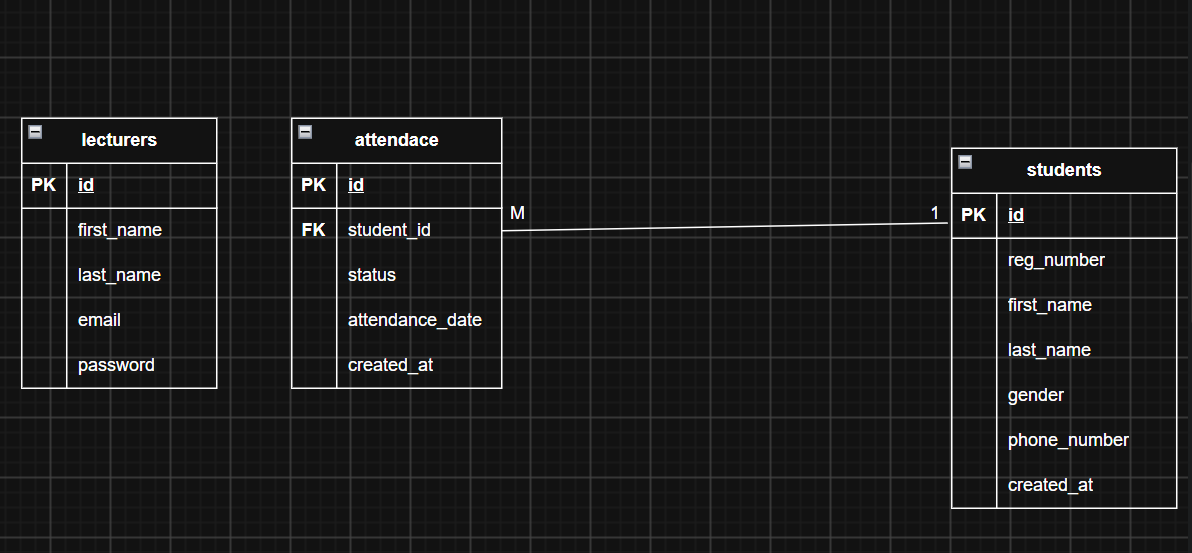 lecturers
PK id
first_name
last_name
email
password
attendace
PK id
FK student_id
status
attendance_date
created_at
M
1
students
PK id
reg_number
first_name
last_name
gender
phone_number
created_at